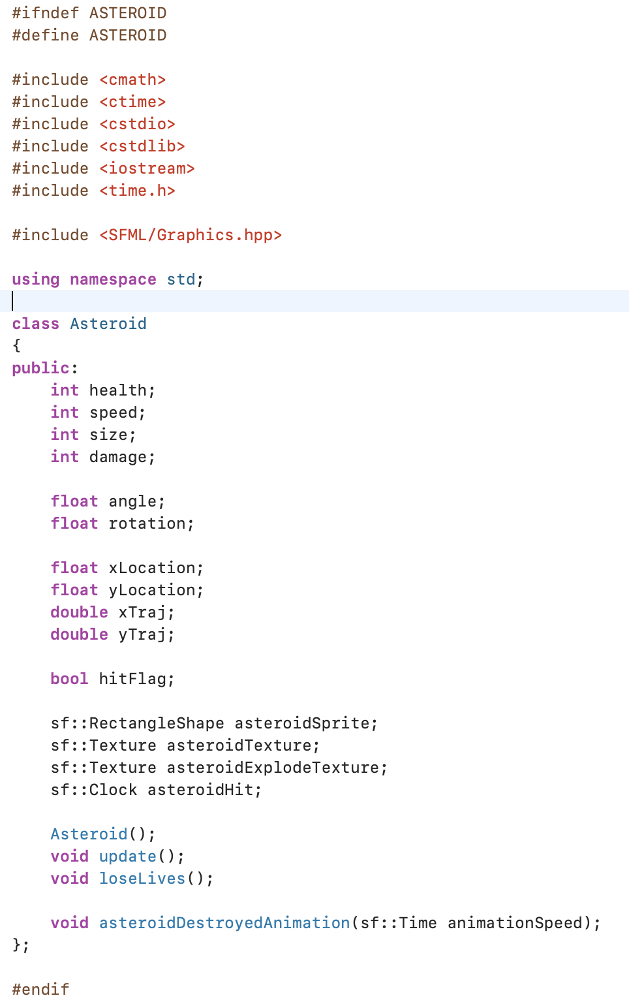 #ifndef ASTEROID
#define ASTEROID

#include <cmath>
#include <ctime>
#include <cstdio>
#include <cstdlib>
#include <iostream>
#include <time.h>

#include <SFML/Graphics.hpp>

using namespace std;

class Asteroid
{
public:
    int health;
    int speed;
    int size;
    int damage;

    float angle;
    float rotation;

    float xLocation;
    float yLocation;
    double xTraj;
    double yTraj;

    bool hitFlag;

    sf::RectangleShape asteroidSprite;
    sf::Texture asteroidTexture;
    sf::Texture asteroidExplodeTexture;
    sf::Clock asteroidHit;

    Asteroid();
    void update();
    void loseLives();

    void asteroidDestroyedAnimation(sf::Time animationSpeed);
};

#endif